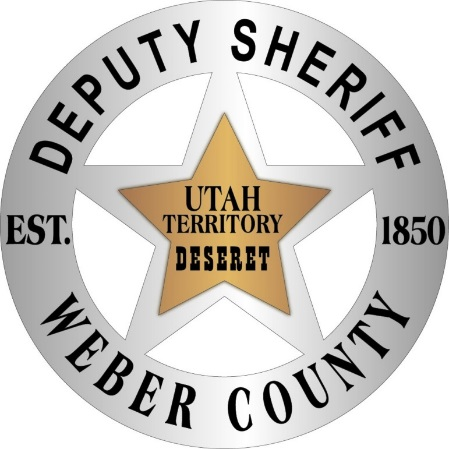 DEPUTY SHERIFF
EST. 1850
UTAH
TERRITORY
DESERET
WEBER COUNTY